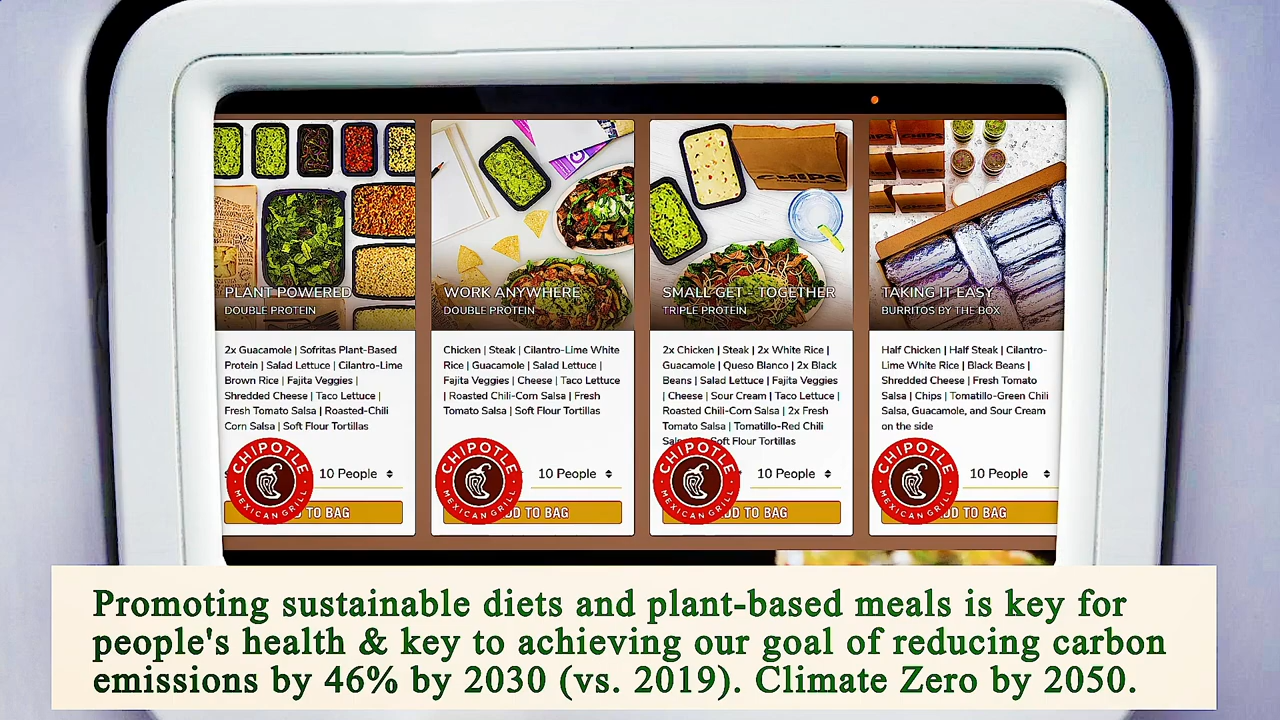 CHIPS
CHIPS
PLANT POWERED
DOUBLE PROTEIN
2x Guacamole | Sofritas Plant-Based
Protein | Salad Lettuce | Cilantro-Lime
Brown Rice | Fajita Veggies |
Shredded Cheese | Taco Lettuce |
Fresh Tomato Salsa | Roasted-Chili
Corn Salsa | Soft Flour Tortillas
CHIPOTLE
MEXICAN GRILL
10 People
TO BAG
WORK ANYWHERE
DOUBLE PROTEIN
Chicken | Steak | Cilantro-Lime White
Rice | Guacamole | Salad Lettuce |
Fajita Veggies | Cheese | Taco Lettuce
| Roasted Chili-Corn Salsa | Fresh
Tomato Salsa | Soft Flour Tortillas
CHIPOTLE
MEXICAN GRILL
10 People
TO BAG
SMALL GET - TOGETHER
TRIPLE PROTEIN
2x Chicken | Steak | 2x White Rice |
Guacamole | Queso Blanco | 2x Black
Beans | Salad Lettuce | Fajita Veggies
| Cheese | Sour Cream | Taco Lettuce |
Roasted Chili-Corn Salsa | 2x Fresh
Tomato Salsa | Tomatillo-Red Chili
Soft Flour Tortillas
CHIPOTLE
MEXICAN GRILL
10 People
TO BAG
TAKING IT EASY
BURRITOS BY THE BOX
Half Chicken | Half Steak | Cilantro-
Lime White Rice | Black Beans |
Shredded Cheese | Fresh Tomato
Salsa | Chips | Tomatillo-Green Chili
Salsa, Guacamole, and Sour Cream
on the side
CHIPOTLE
MEXICAN GRILL
10 People
TO BAG
Promoting sustainable diets and plant-based meals is key for
people's health & key to achieving our goal of reducing carbon
emissions by 46% by 2030 (vs. 2019). Climate Zero by 2050.